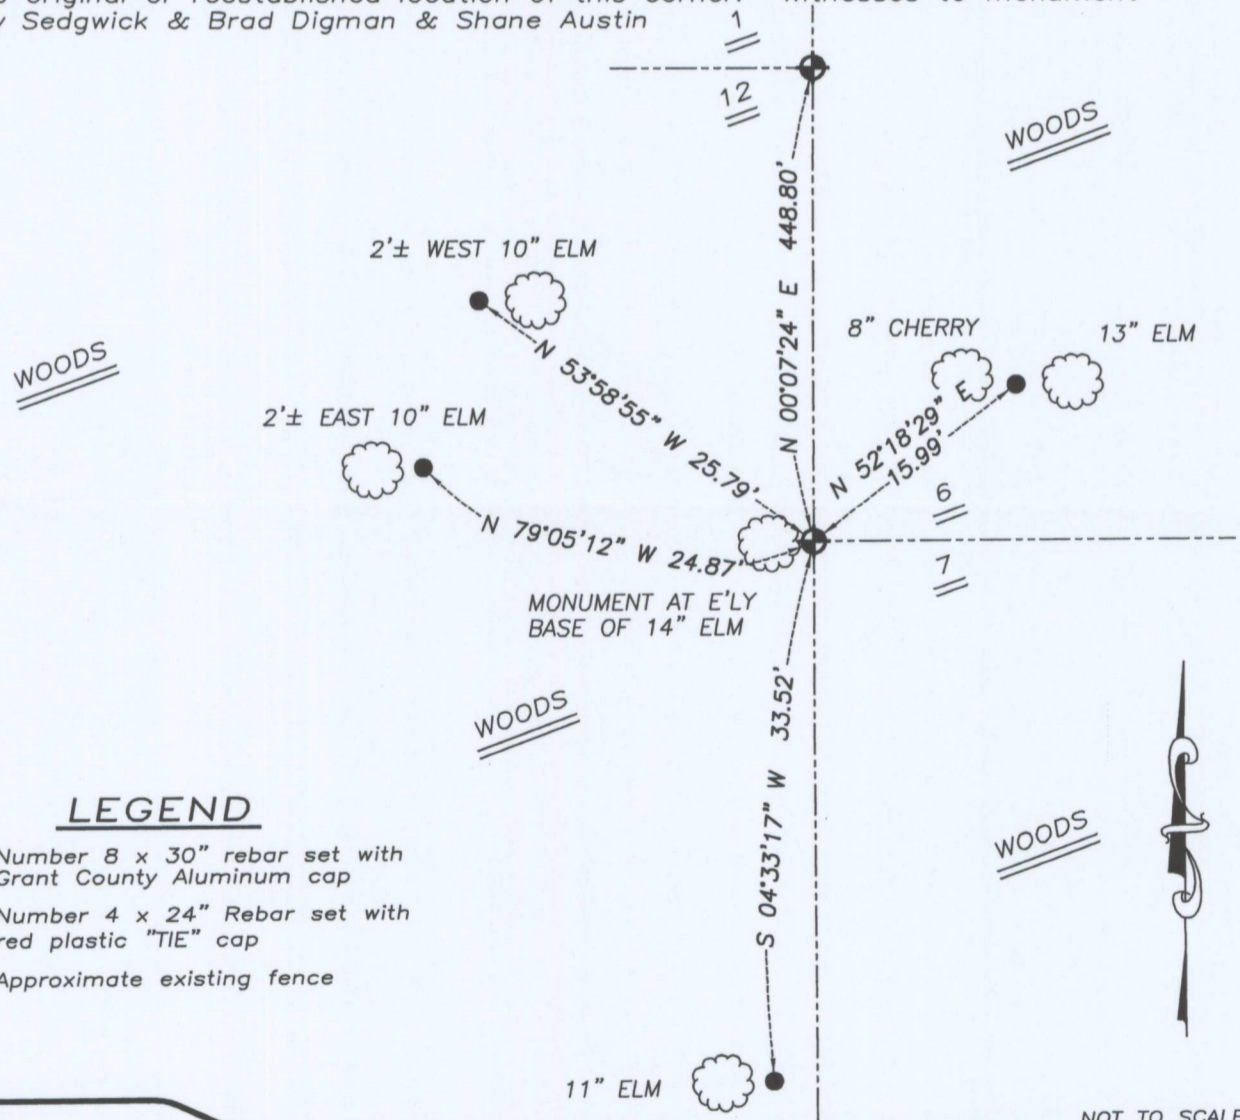 y Sedgwick & Brad Digman & Shane Austin
1
12
WOODS
N 00°07'24" E 448.80'
2'± WEST 10" ELM
8" CHERRY
13" ELM
WOODS
N 53°58'55" W 25.79'
N 52°18'29" E
15.99'
2'± EAST 10" ELM
N 79°05'12" W 24.87'
6
7
MONUMENT AT E'LY
BASE OF 14" ELM
WOODS
S 04°33'17" W 33.52'
LEGEND
WOODS
Number 8 x 30" rebar set with
Grant County Aluminum cap
Number 4 x 24" Rebar set with
red plastic "TIE" cap
Approximate existing fence
11" ELM
NOT TO SCALE